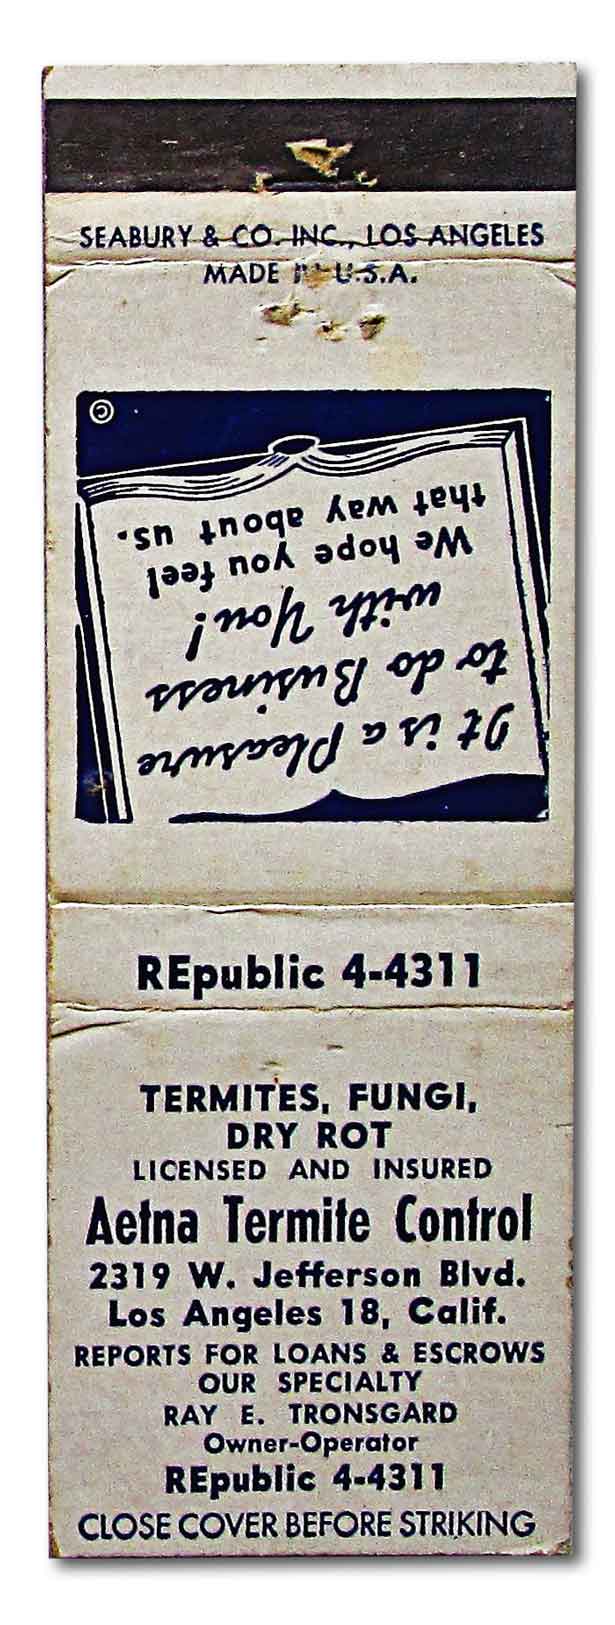 SEABURY & CO. INC., LOS ANGELES
MADE IN U.S.A.
©
It is a Pleasure
to do Business
with You!
We hope you feel
that way about us.
REpublic 4-4311
TERMITES, FUNGI,
DRY ROT
LICENSED AND INSURED
Aetna Termite Control
2319 W. Jefferson Blvd.
Los Angeles 18, Calif.
REPORTS FOR LOANS & ESCROWS
OUR SPECIALTY
RAY E. TRONSGARD
Owner-Operator
REpublic 4-4311
CLOSE COVER BEFORE STRIKING